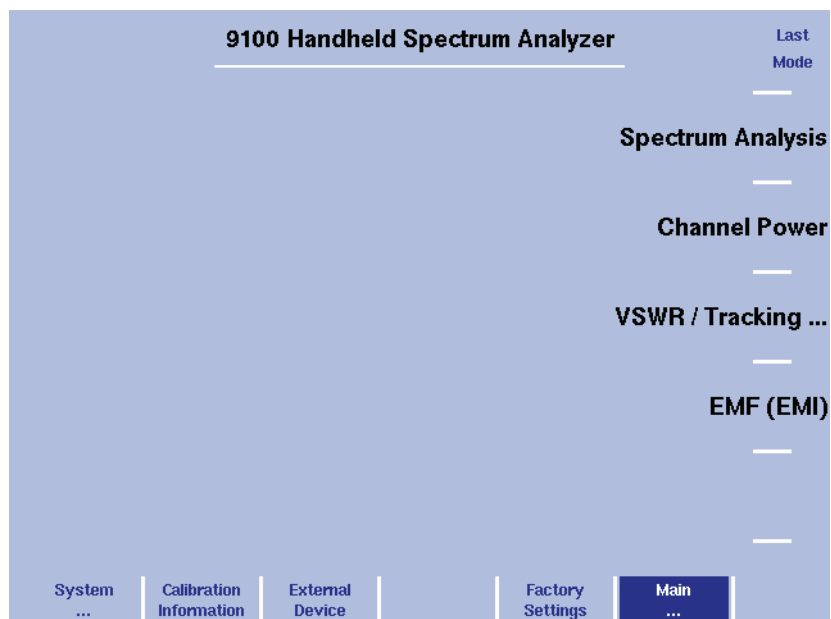 9100 Handheld Spectrum Analyzer
Last
Mode
Spectrum Analysis
Channel Power
VSWR / Tracking ...
EMF (EMI)
System
...
Calibration
Information
External
Device
Factory
Settings
Main
...